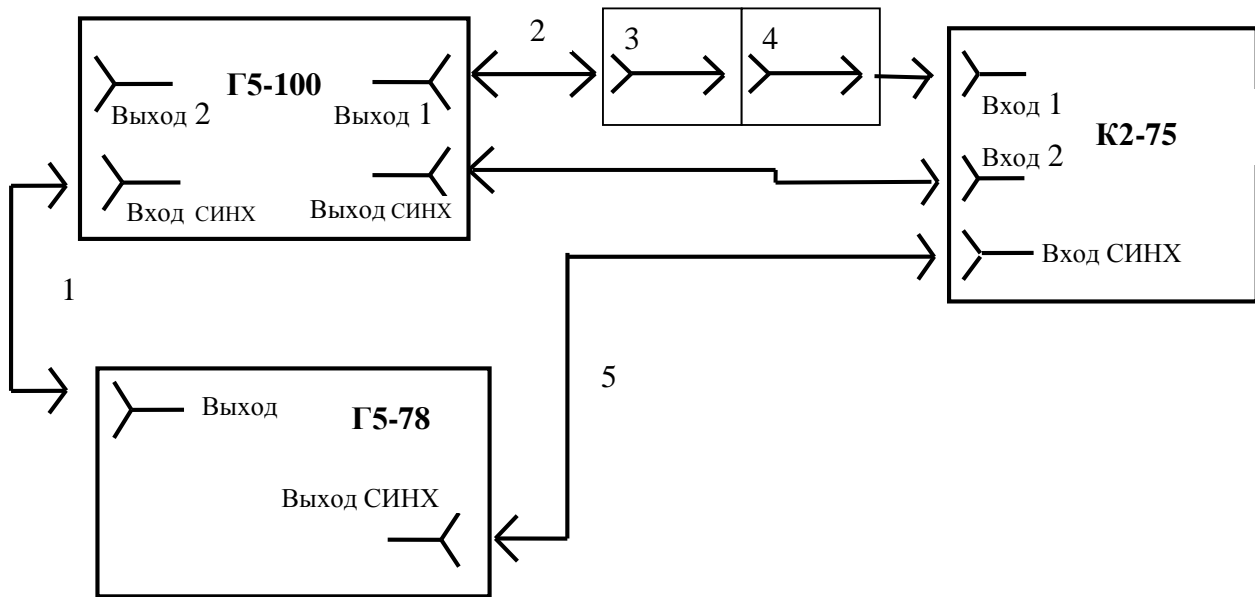 2
3
4
Г5-100
Выход 2
Выход 1
Вход 1
К2-75
Вход 2
Вход СИНХ
Выход СИНХ
Вход СИНХ
1
5
Выход
Г5-78
Выход СИНХ